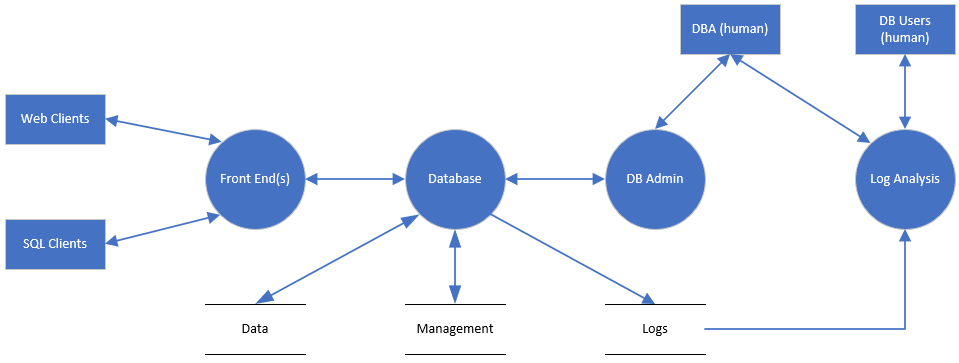 DBA (human)
DB Users
(human)
Web Clients
Front End(s)
Database
DB Admin
Log Analysis
SQL Clients
Data
Management
Logs